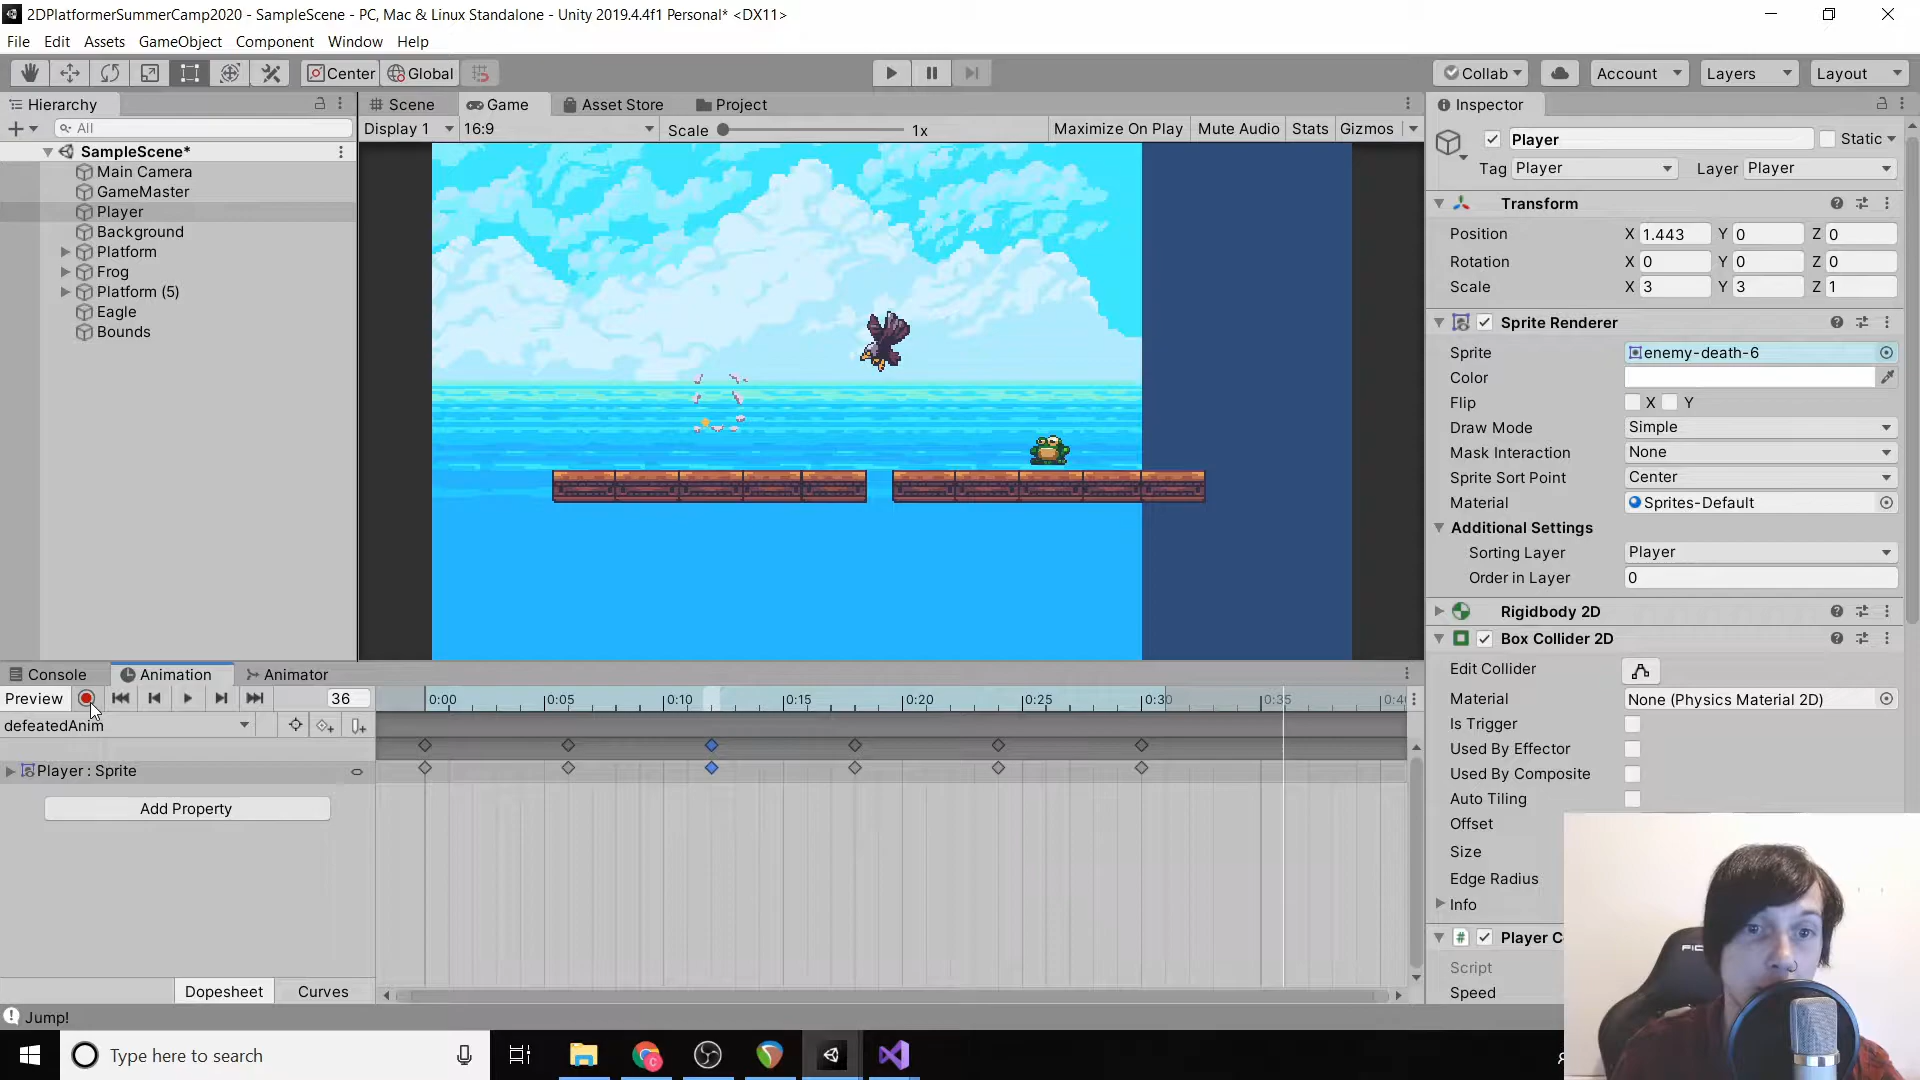 2DPlatformerSummerCamp2020 - SampleScene - PC, Mac & Linux Standalone - Unity 2019.4.4f1 Personal* <DX11>
File Edit Assets GameObject Component Window Help
Center Global Collab Account Layers Layout
Hierarchy
All
SampleScene*
Main Camera
GameMaster
Player
Background
Platform
Frog
Platform (5)
Eagle
Bounds
Scene Game Asset Store Project
Display 1 16:9 Scale 1x Maximize On Play Mute Audio Stats Gizmos
Inspector
Player Static
Tag Player Layer Player
Transform
Position X 1.443 Y 0 Z 0
Rotation X 0 Y 0 Z 0
Scale X 3 Y 3 Z 1
Sprite Renderer
Sprite enemy-death-6
Color
Flip X Y
Draw Mode Simple
Mask Interaction None
Sprite Sort Point Center
Material Sprites-Default
Additional Settings
Sorting Layer Player
Order in Layer 0
Rigidbody 2D
Box Collider 2D
Edit Collider
Material None (Physics Material 2D)
Is Trigger
Used By Effector
Used By Composite
Auto Tiling
Offset
Size
Edge Radius
Info
Player C
Script
Speed
Console Animation Animator
Preview 36 0:00 0:05 0:10 0:15 0:20 0:25 0:30 0:35
defeatedAnim
Player : Sprite
Add Property
Dopesheet Curves
Jump!
Type here to search